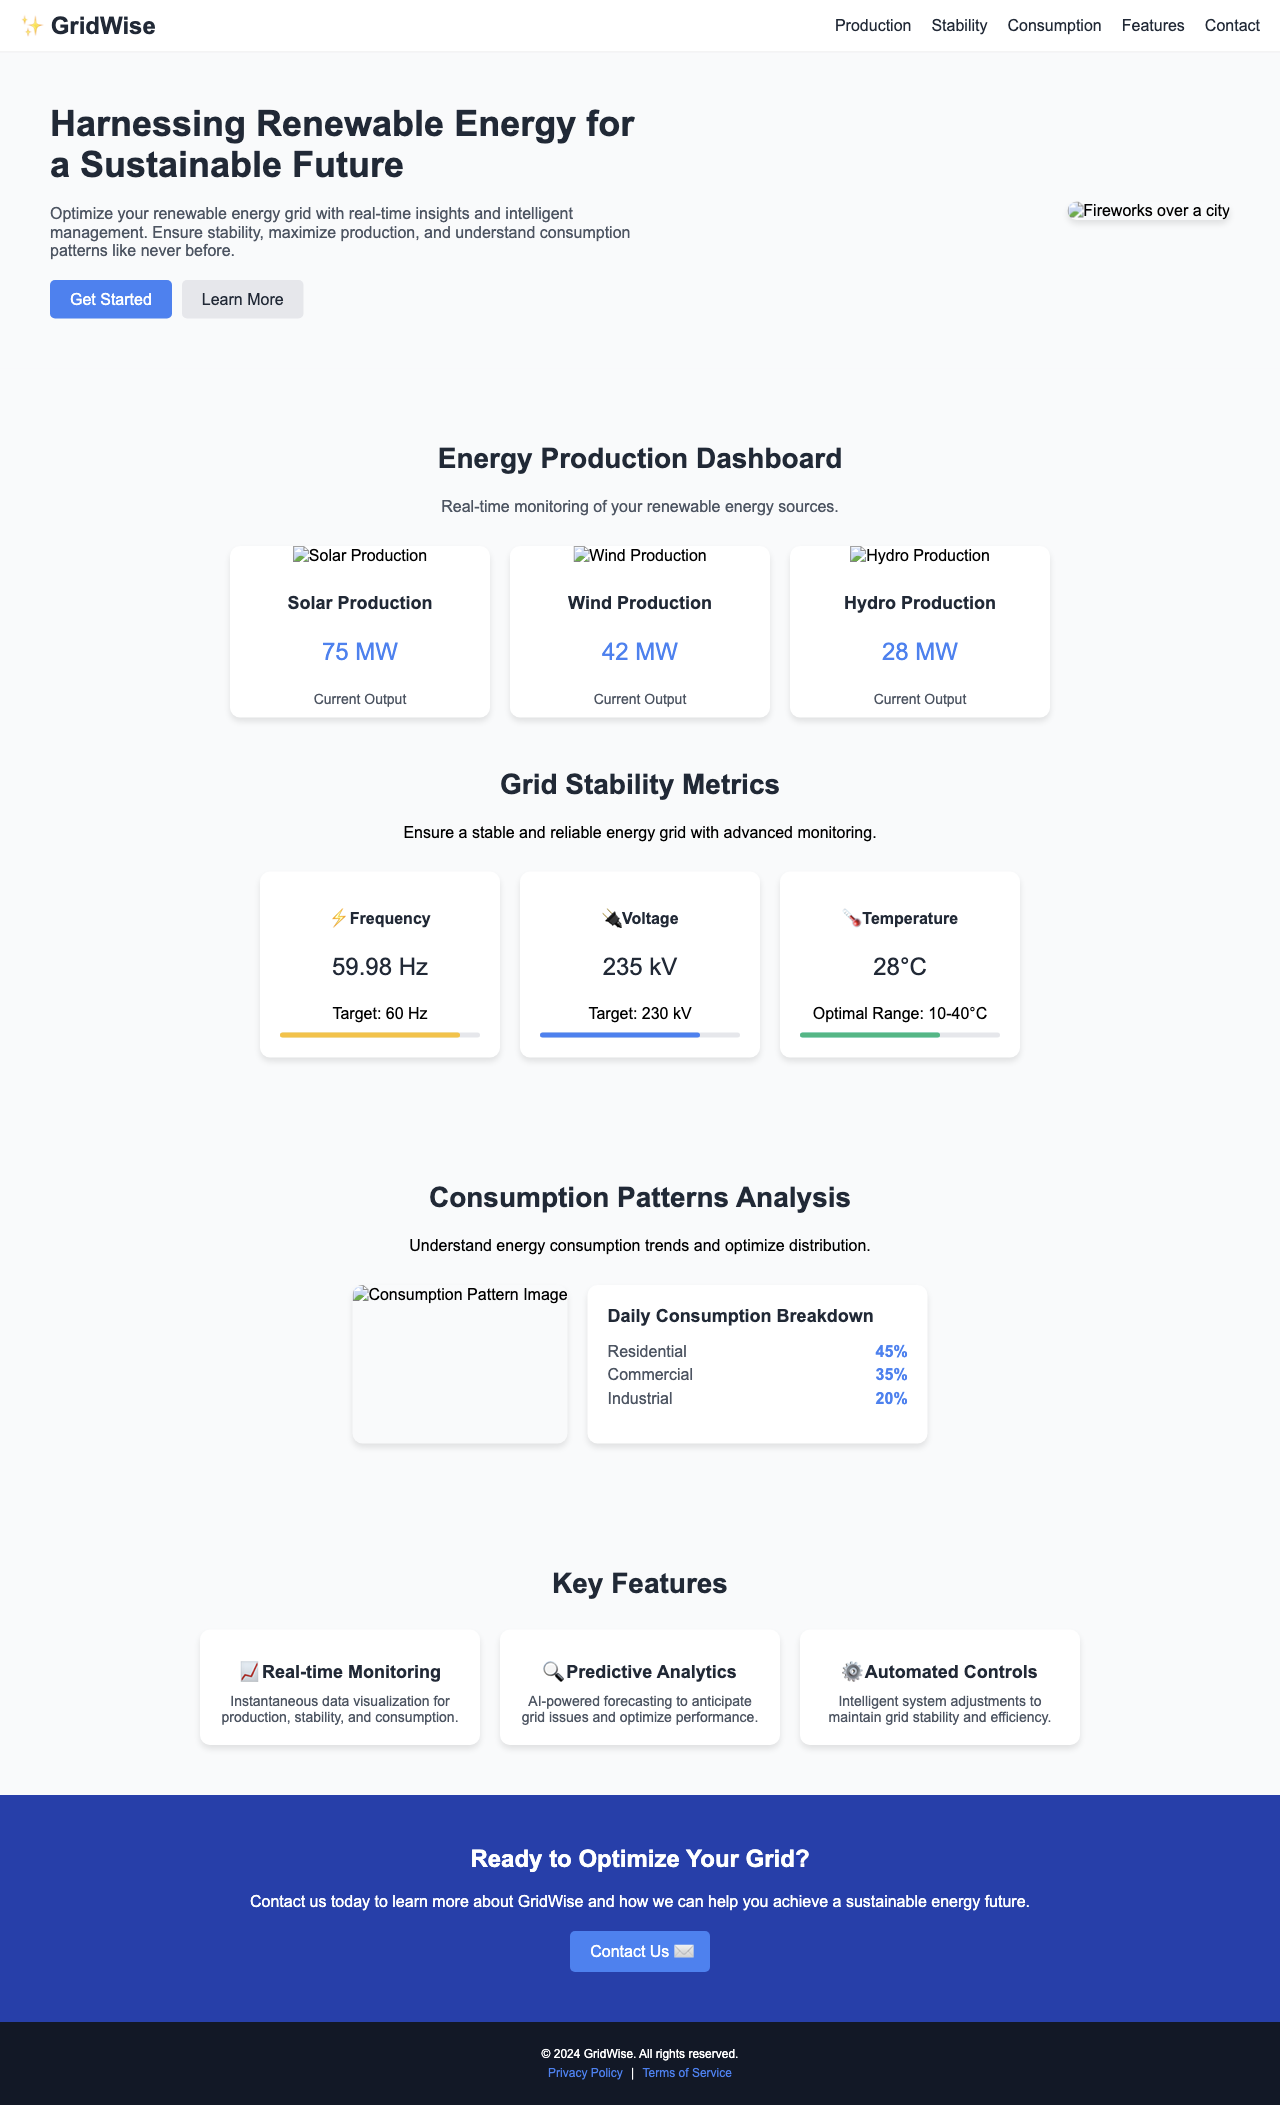 ✨ GridWise
Production Stability Consumption Features Contact
Harnessing Renewable Energy for
a Sustainable Future
Optimize your renewable energy grid with real-time insights and intelligent
management. Ensure stability, maximize production, and understand consumption
patterns like never before.
Get Started Learn More
Fireworks over a city
Energy Production Dashboard
Real-time monitoring of your renewable energy sources.
Solar Production
Solar Production
75 MW
Current Output
Wind Production
Wind Production
42 MW
Current Output
Hydro Production
Hydro Production
28 MW
Current Output
Grid Stability Metrics
Ensure a stable and reliable energy grid with advanced monitoring.
⚡Frequency
59.98 Hz
Target: 60 Hz
🔌Voltage
235 kV
Target: 230 kV
🌡️Temperature
28°C
Optimal Range: 10-40°C
Consumption Patterns Analysis
Understand energy consumption trends and optimize distribution.
Consumption Pattern Image
Daily Consumption Breakdown
Residential 45%
Commercial 35%
Industrial 20%
Key Features
📈Real-time Monitoring
Instantaneous data visualization for
production, stability, and consumption.
🔍Predictive Analytics
AI-powered forecasting to anticipate
grid issues and optimize performance.
⚙️Automated Controls
Intelligent system adjustments to
maintain grid stability and efficiency.
Ready to Optimize Your Grid?
Contact us today to learn more about GridWise and how we can help you achieve a sustainable energy future.
Contact Us ✉️
© 2024 GridWise. All rights reserved.
Privacy Policy | Terms of Service